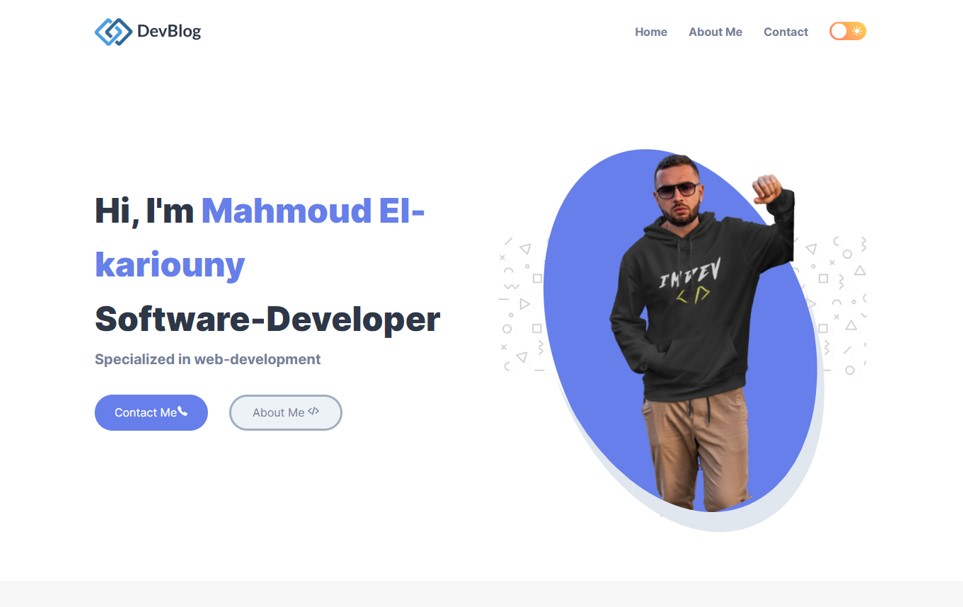 DevBlog
Home
About Me
Contact
Hi, I'm Mahmoud El-
kariouny
Software-Developer
Specialized in web-development
Contact Me
About Me </>
I'M DEV
</>